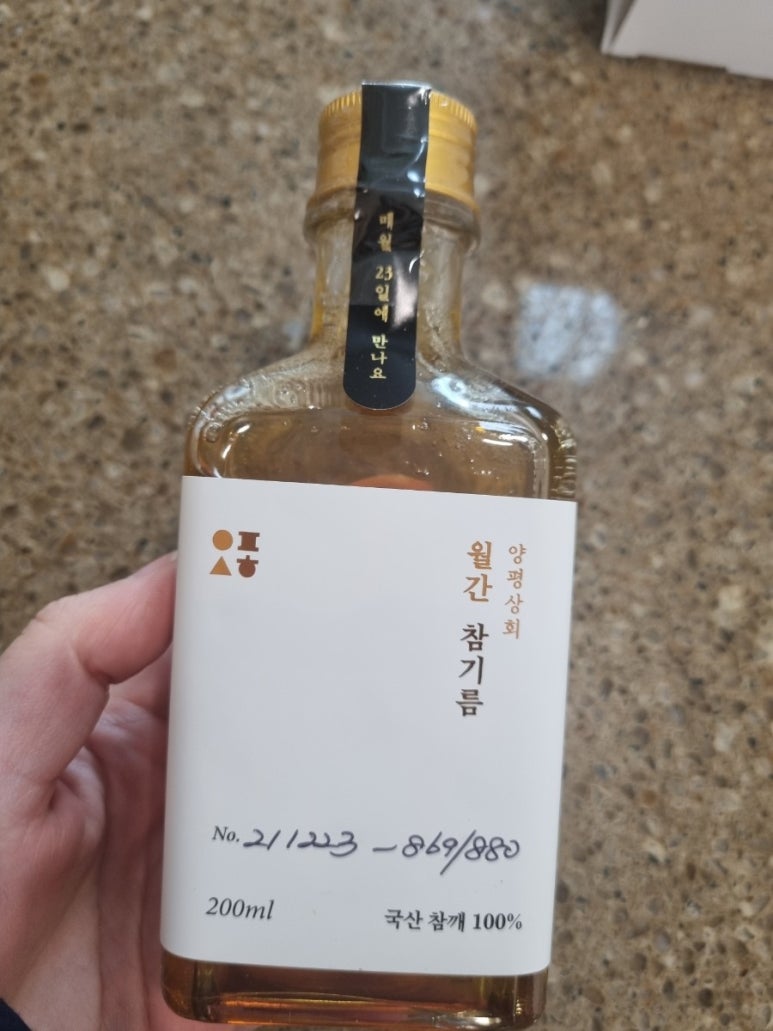 매월 23일에 만나요
양평상회
월간 참기름
No. 211223-869/880
200ml
국산 참깨 100%